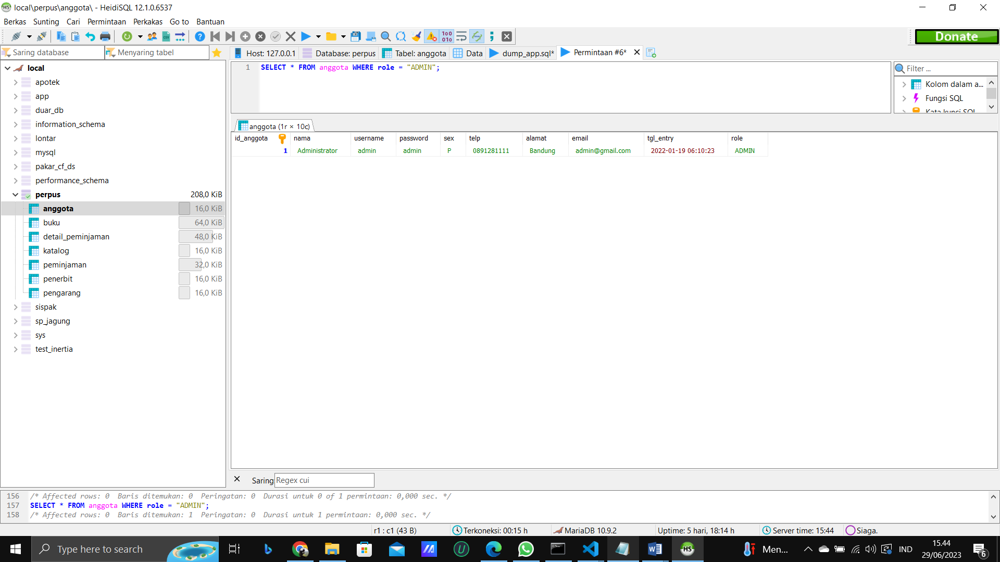 local\perpus\anggota\ - HeidiSQL 12.1.0.6537
Berkas Sunting Cari Permintaan Perkakas Go to Bantuan
Donate
Saring database Menyaring tabel
Host: 127.0.0.1 Database: perpus Tabel: anggota Data dump_app.sql* Permintaan #6*
local
apotek
app
duar_db
information_schema
lontar
mysql
pakar_cf_ds
performance_schema
perpus 208,0 KiB
anggota 16,0 KiB
buku 64,0 KiB
detail_peminjaman 48,0 KiB
katalog 16,0 KiB
peminjaman 32,0 KiB
penerbit 16,0 KiB
pengarang 16,0 KiB
sispak
sp_jagung
sys
test_inertia
1 SELECT * FROM anggota WHERE role = "ADMIN";
Filter ...
Kolom dalam a...
Fungsi SQL
Kata kunci SQL
anggota (1r × 10c)
id_anggota nama username password sex telp alamat email tgl_entry role
1 Administrator admin admin P 0891281111 Bandung admin@gmail.com 2022-01-19 06:10:23 ADMIN
Saring Regex cui
156 /* Affected rows: 0 Baris ditemukan: 0 Peringatan: 0 Durasi untuk 0 of 1 permintaan: 0,000 sec. */
157 SELECT * FROM anggota WHERE role = "ADMIN";
158 /* Affected rows: 0 Baris ditemukan: 1 Peringatan: 0 Durasi untuk 1 permintaan: 0,000 sec. */
r1 : c1 (43 B) Terkoneksi: 00:15 h MariaDB 10.9.2 Uptime: 5 hari, 18:14 h Server time: 15:44 Siaga.
Type here to search
Men... IND
15.44
29/06/2023
6